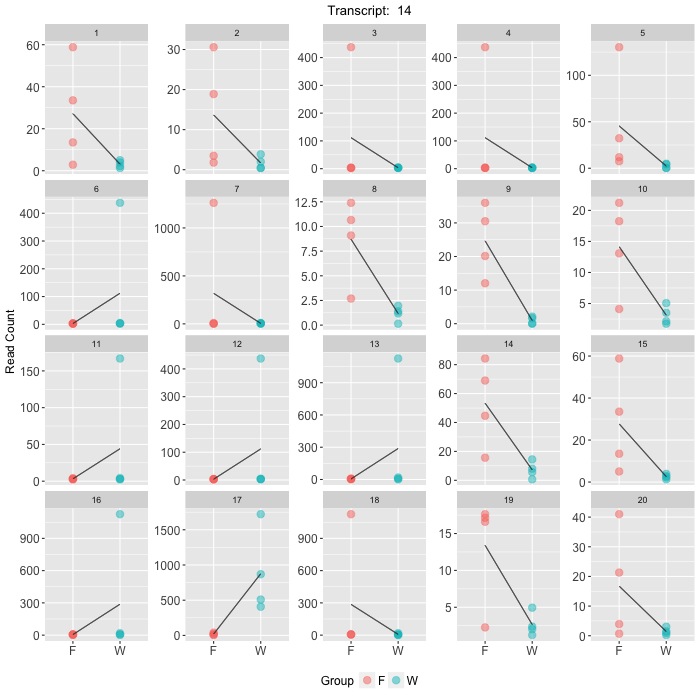 Transcript: 14
1 2 3 4 5
60 30 400 400 100
40 20 300 300 50
20 10 200 200 0
0 0 100 100
0 0
6 7 8 9 10
400 1000 12.5 30 20
300 500 10.0 20 15
200 0 7.5 10 10
100 5.0 0 5
0 2.5
0.0
Read Count
11 12 13 14 15
150 400 900 80 60
100 300 600 60 40
50 200 300 40 20
0 100 0 20 0
0 0
16 17 18 19 20
900 1500 900 15 40
600 1000 600 10 30
300 500 300 5 20
0 0 0 10
0
F W F W F W F W F W
Group F W